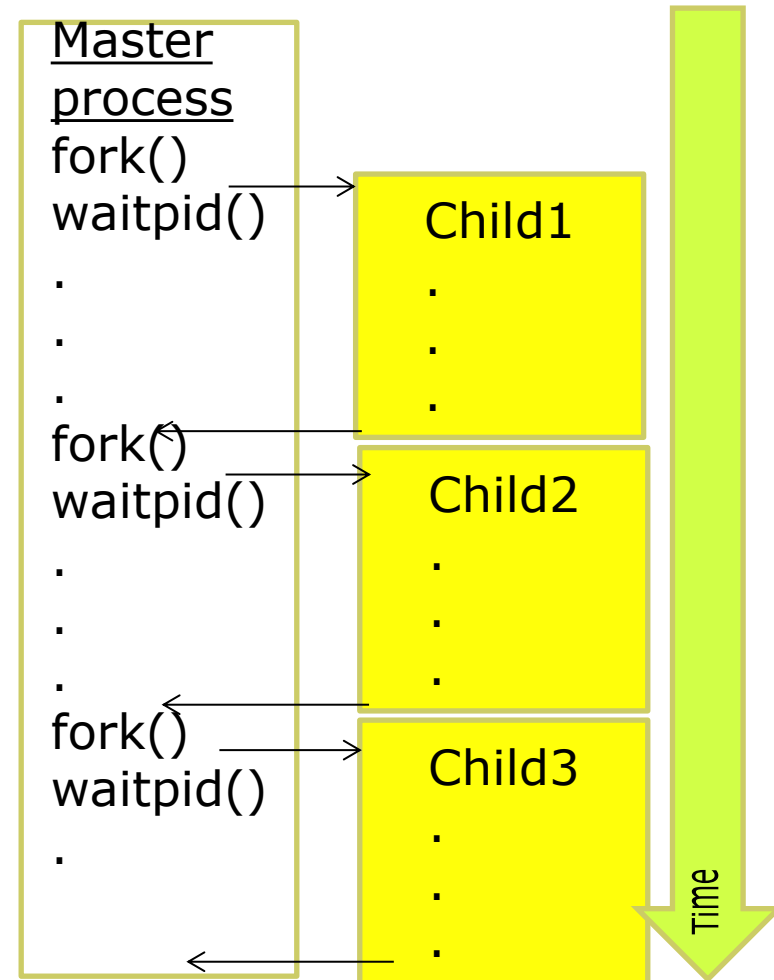 Master
process
fork()
waitpid()
.
.
.
fork()
waitpid()
.
.
.
fork()
waitpid()
.
Child1
.
.
.
Child2
.
.
.
Child3
.
.
.
Time